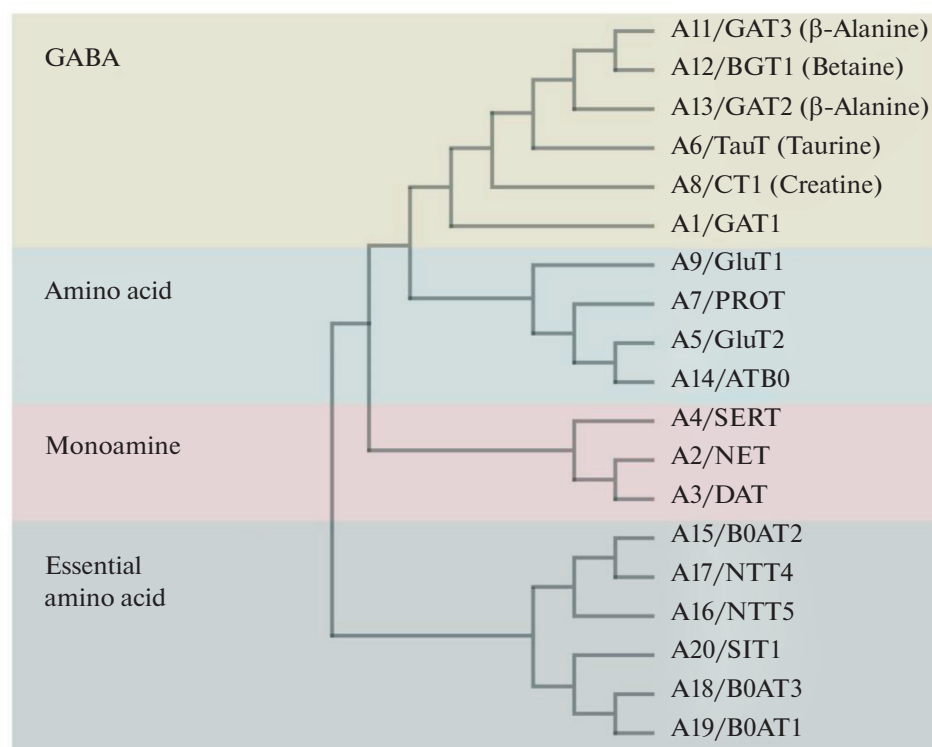 GABA
A11/GAT3 (β-Alanine)
A12/BGT1 (Betaine)
A13/GAT2 (β-Alanine)
A6/TauT (Taurine)
A8/CT1 (Creatine)
A1/GAT1
Amino acid
A9/GluT1
A7/PROT
A5/GluT2
A14/ATB0
Monoamine
A4/SERT
A2/NET
A3/DAT
Essential
amino acid
A15/B0AT2
A17/NTT4
A16/NTT5
A20/SIT1
A18/B0AT3
A19/B0AT1